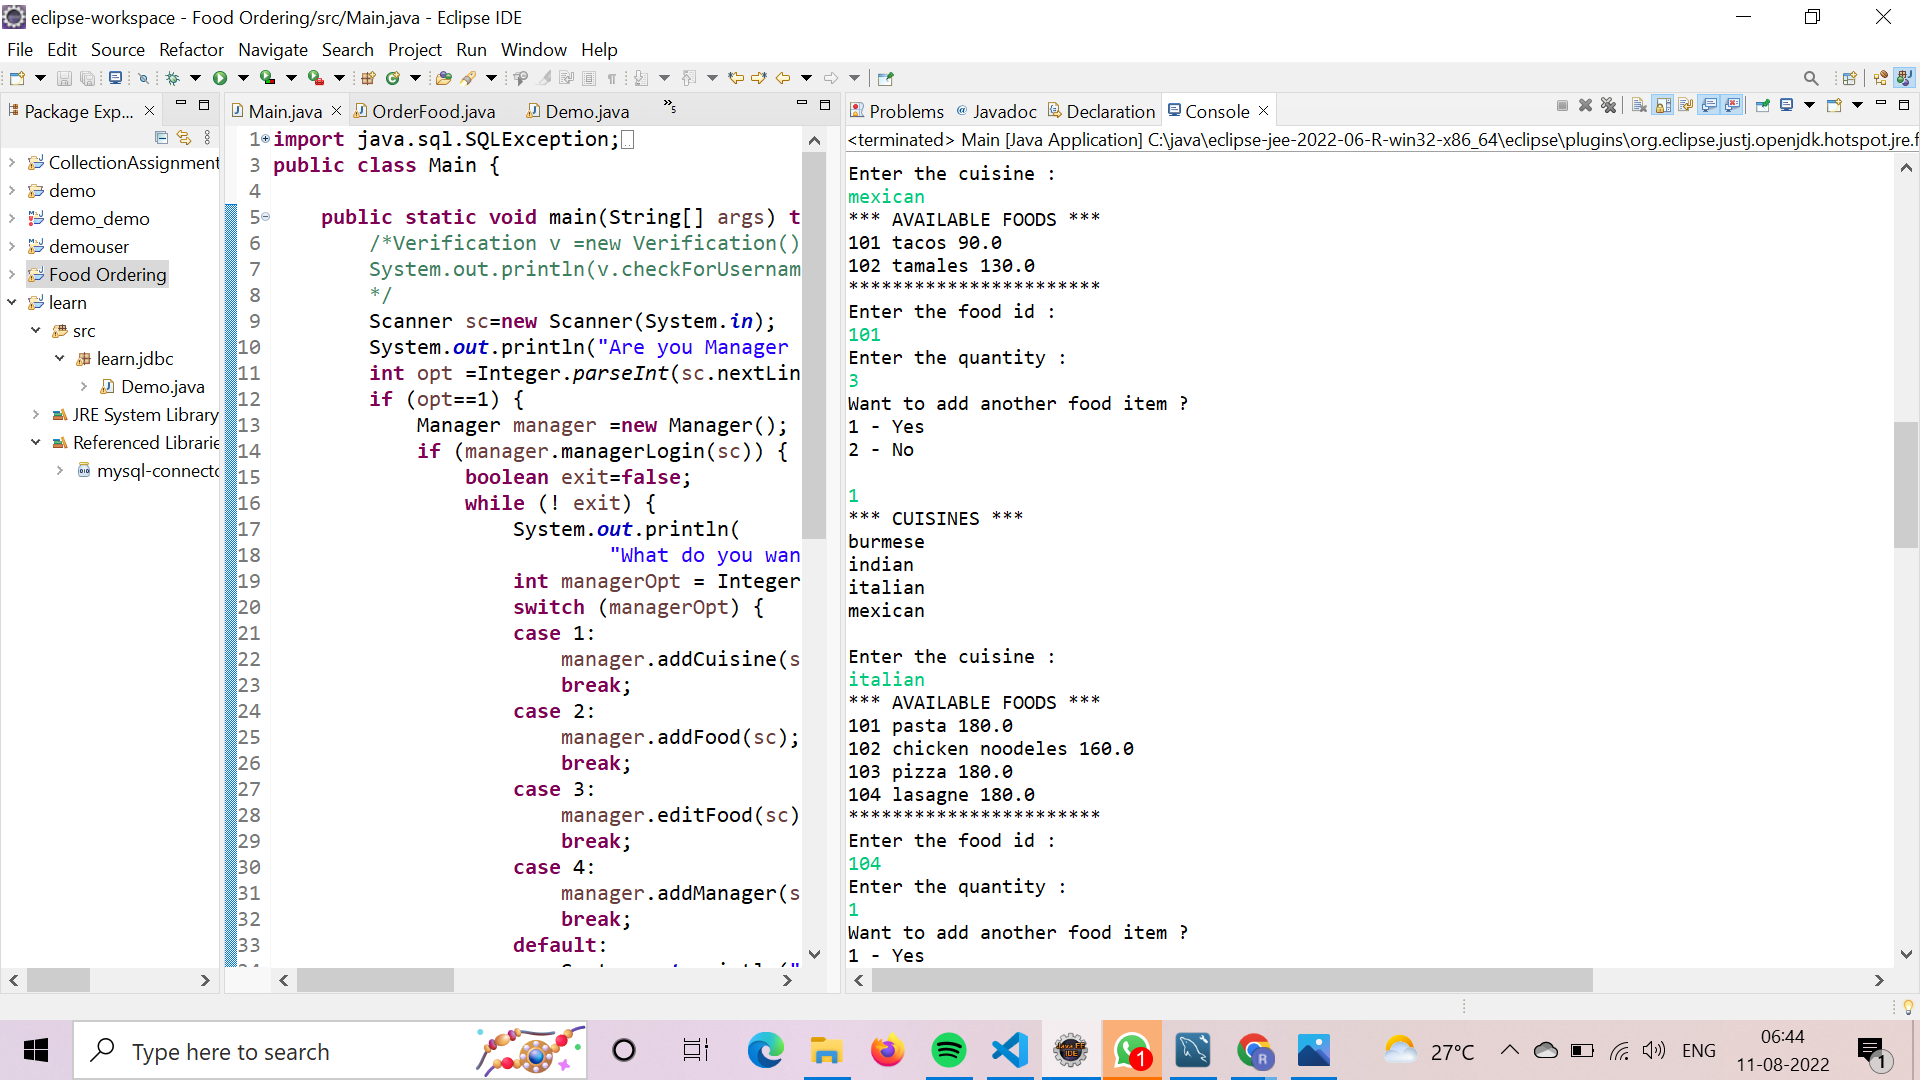 eclipse-workspace - Food Ordering/src/Main.java - Eclipse IDE
File Edit Source Refactor Navigate Search Project Run Window Help
Package Exp...
CollectionAssignment
demo
demo_demo
demouser
Food Ordering
learn
src
learn.jdbc
Demo.java
JRE System Library
Referenced Librarie
mysql-connecto
Main.java OrderFood.java Demo.java »5
1 import java.sql.SQLException;
3 public class Main {
4
5 public static void main(String[] args) t
6 /*Verification v =new Verification()
7 System.out.println(v.checkForUsernam
8 */
9 Scanner sc=new Scanner(System.in);
10 System.out.println("Are you Manager
11 int opt =Integer.parseInt(sc.nextLin
12 if (opt==1) {
13 Manager manager =new Manager();
14 if (manager.managerLogin(sc)) {
15 boolean exit=false;
16 while (! exit) {
17 System.out.println(
18 "What do you wan
19 int managerOpt = Integer
20 switch (managerOpt) {
21 case 1:
22 manager.addCuisine(s
23 break;
24 case 2:
25 manager.addFood(sc);
26 break;
27 case 3:
28 manager.editFood(sc)
29 break;
30 case 4:
31 manager.addManager(s
32 break;
33 default:
Problems Javadoc Declaration Console
<terminated> Main [Java Application] C:\java\eclipse-jee-2022-06-R-win32-x86_64\eclipse\plugins\org.eclipse.justj.openjdk.hotspot.jre.f
Enter the cuisine :
mexican
*** AVAILABLE FOODS ***
101 tacos 90.0
102 tamales 130.0
***********************
Enter the food id :
101
Enter the quantity :
3
Want to add another food item ?
1 - Yes
2 - No
1
*** CUISINES ***
burmese
indian
italian
mexican
Enter the cuisine :
italian
*** AVAILABLE FOODS ***
101 pasta 180.0
102 chicken noodeles 160.0
103 pizza 180.0
104 lasagne 180.0
***********************
Enter the food id :
104
Enter the quantity :
1
Want to add another food item ?
1 - Yes
Type here to search
1
27°C
ENG
06:44
11-08-2022
1